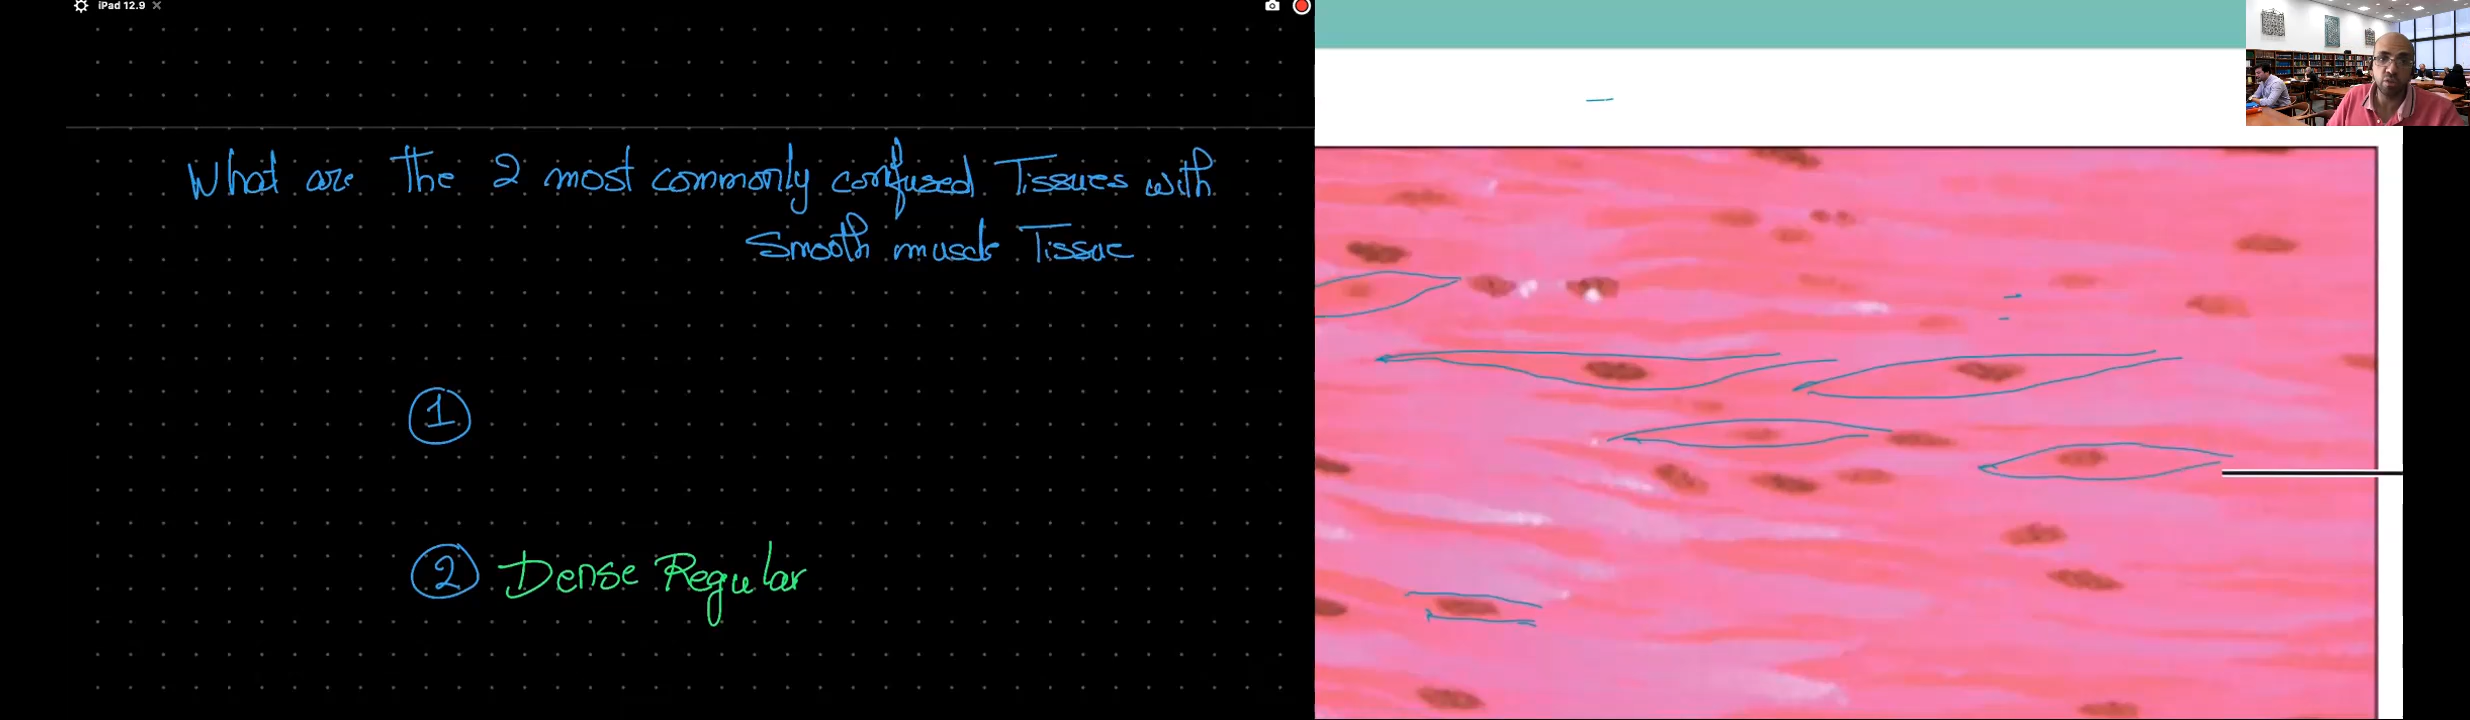 iPad 12.9
What are the 2 most commonly confused Tissues with
Smooth muscle Tissue
1
2 Dense Regular